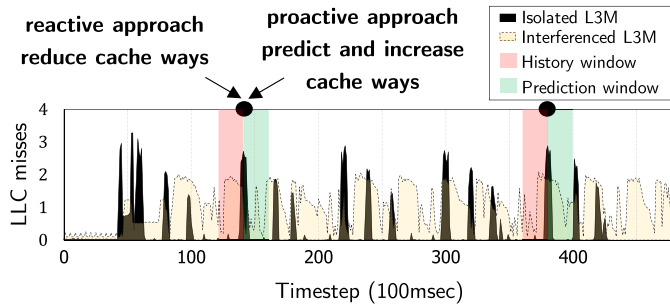 reactive approach
reduce cache ways
proactive approach
predict and increase
cache ways
Isolated L3M
Interferenced L3M
History window
Prediction window
LLC misses
4
3
2
1
0
0
100
200
300
400
Timestep (100msec)